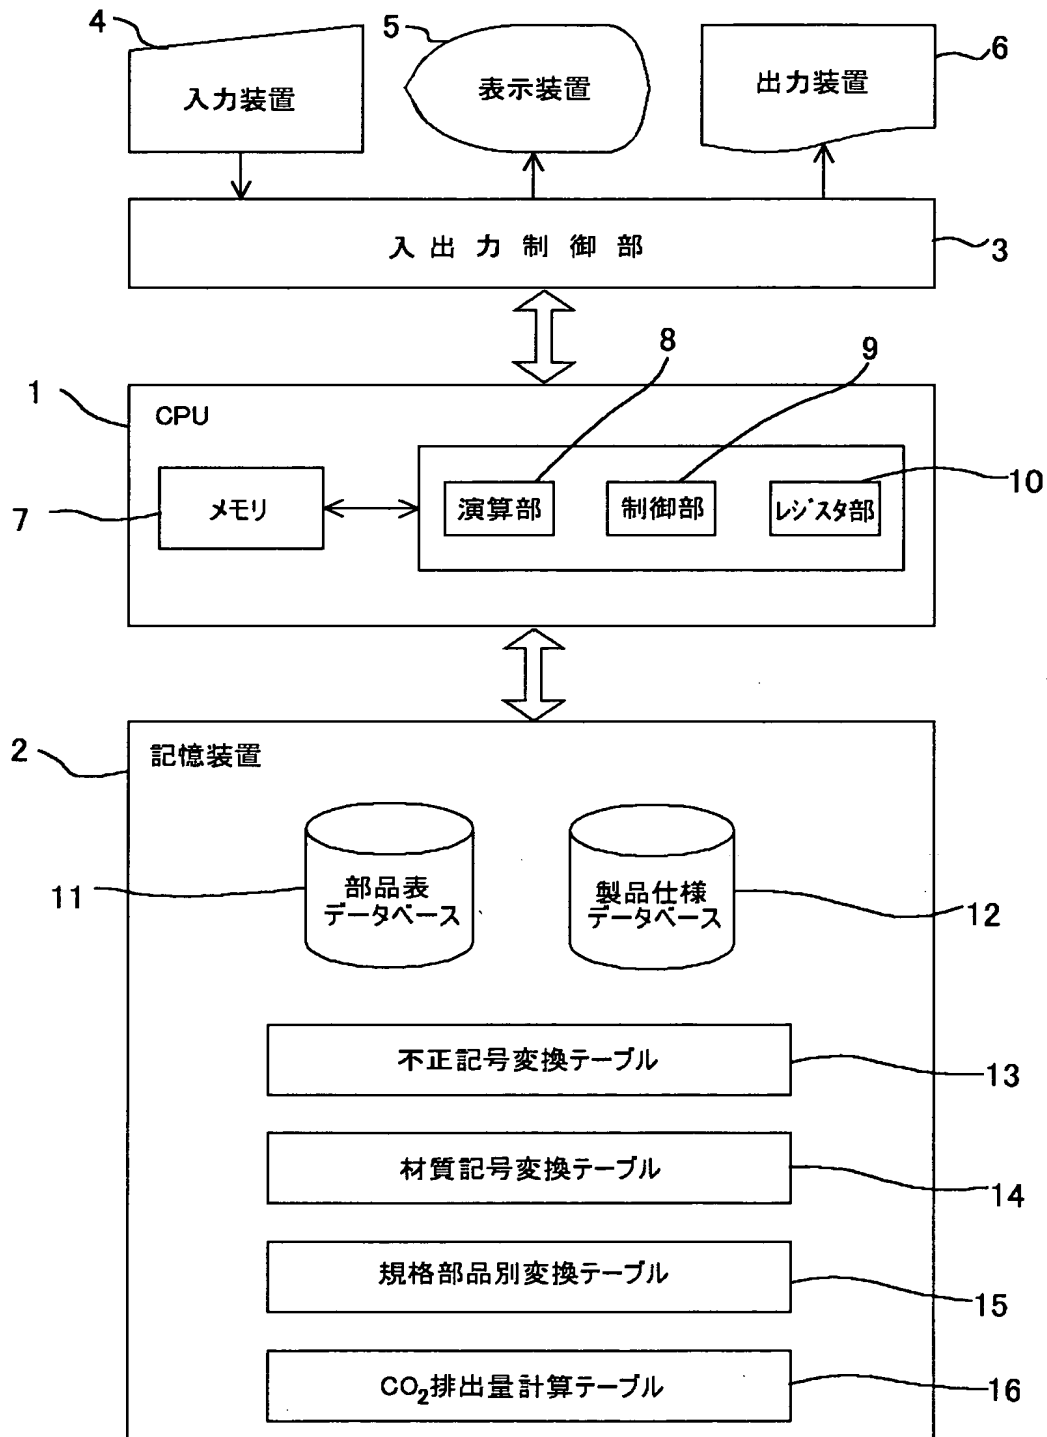 4
5
6
入力装置
表示装置
出力装置
入出力制御部
3
1
CPU
8
9
10
7
メモリ
演算部
制御部
レジスタ部
2
記憶装置
11
部品表
データベース
製品仕様
データベース
12
不正記号変換テーブル
13
材質記号変換テーブル
14
規格部品別変換テーブル
15
CO₂排出量計算テーブル
16